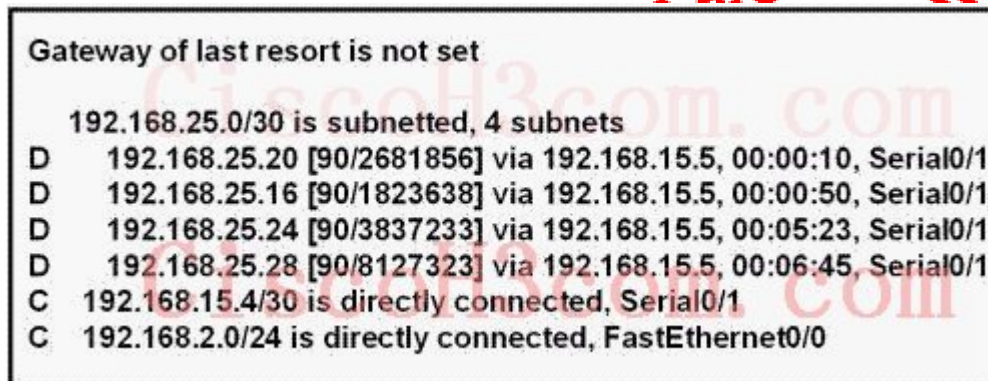 Gateway of last resort is not set
192.168.25.0/30 is subnetted, 4 subnets
D 192.168.25.20 [90/2681856] via 192.168.15.5, 00:00:10, Serial0/1
D 192.168.25.16 [90/1823638] via 192.168.15.5, 00:00:50, Serial0/1
D 192.168.25.24 [90/3837233] via 192.168.15.5, 00:05:23, Serial0/1
D 192.168.25.28 [90/8127323] via 192.168.15.5, 00:06:45, Serial0/1
C 192.168.15.4/30 is directly connected, Serial0/1
C 192.168.2.0/24 is directly connected, FastEthernet0/0
CiscoH3com.com
CiscoH3com.com